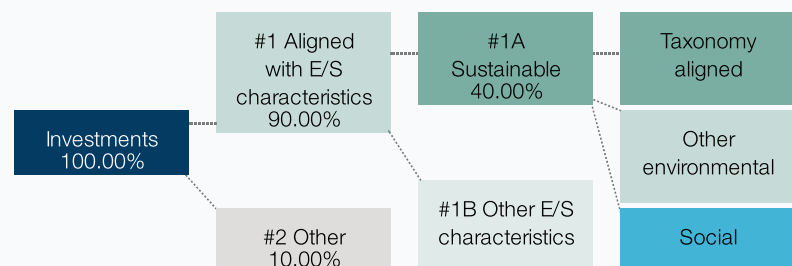 #1 Aligned
with E/S
characteristics
90.00%
#1A
Sustainable
40.00%
Taxonomy
aligned
Investments
100.00%
Other
environmental
#1B Other E/S
characteristics
#2 Other
10.00%
Social